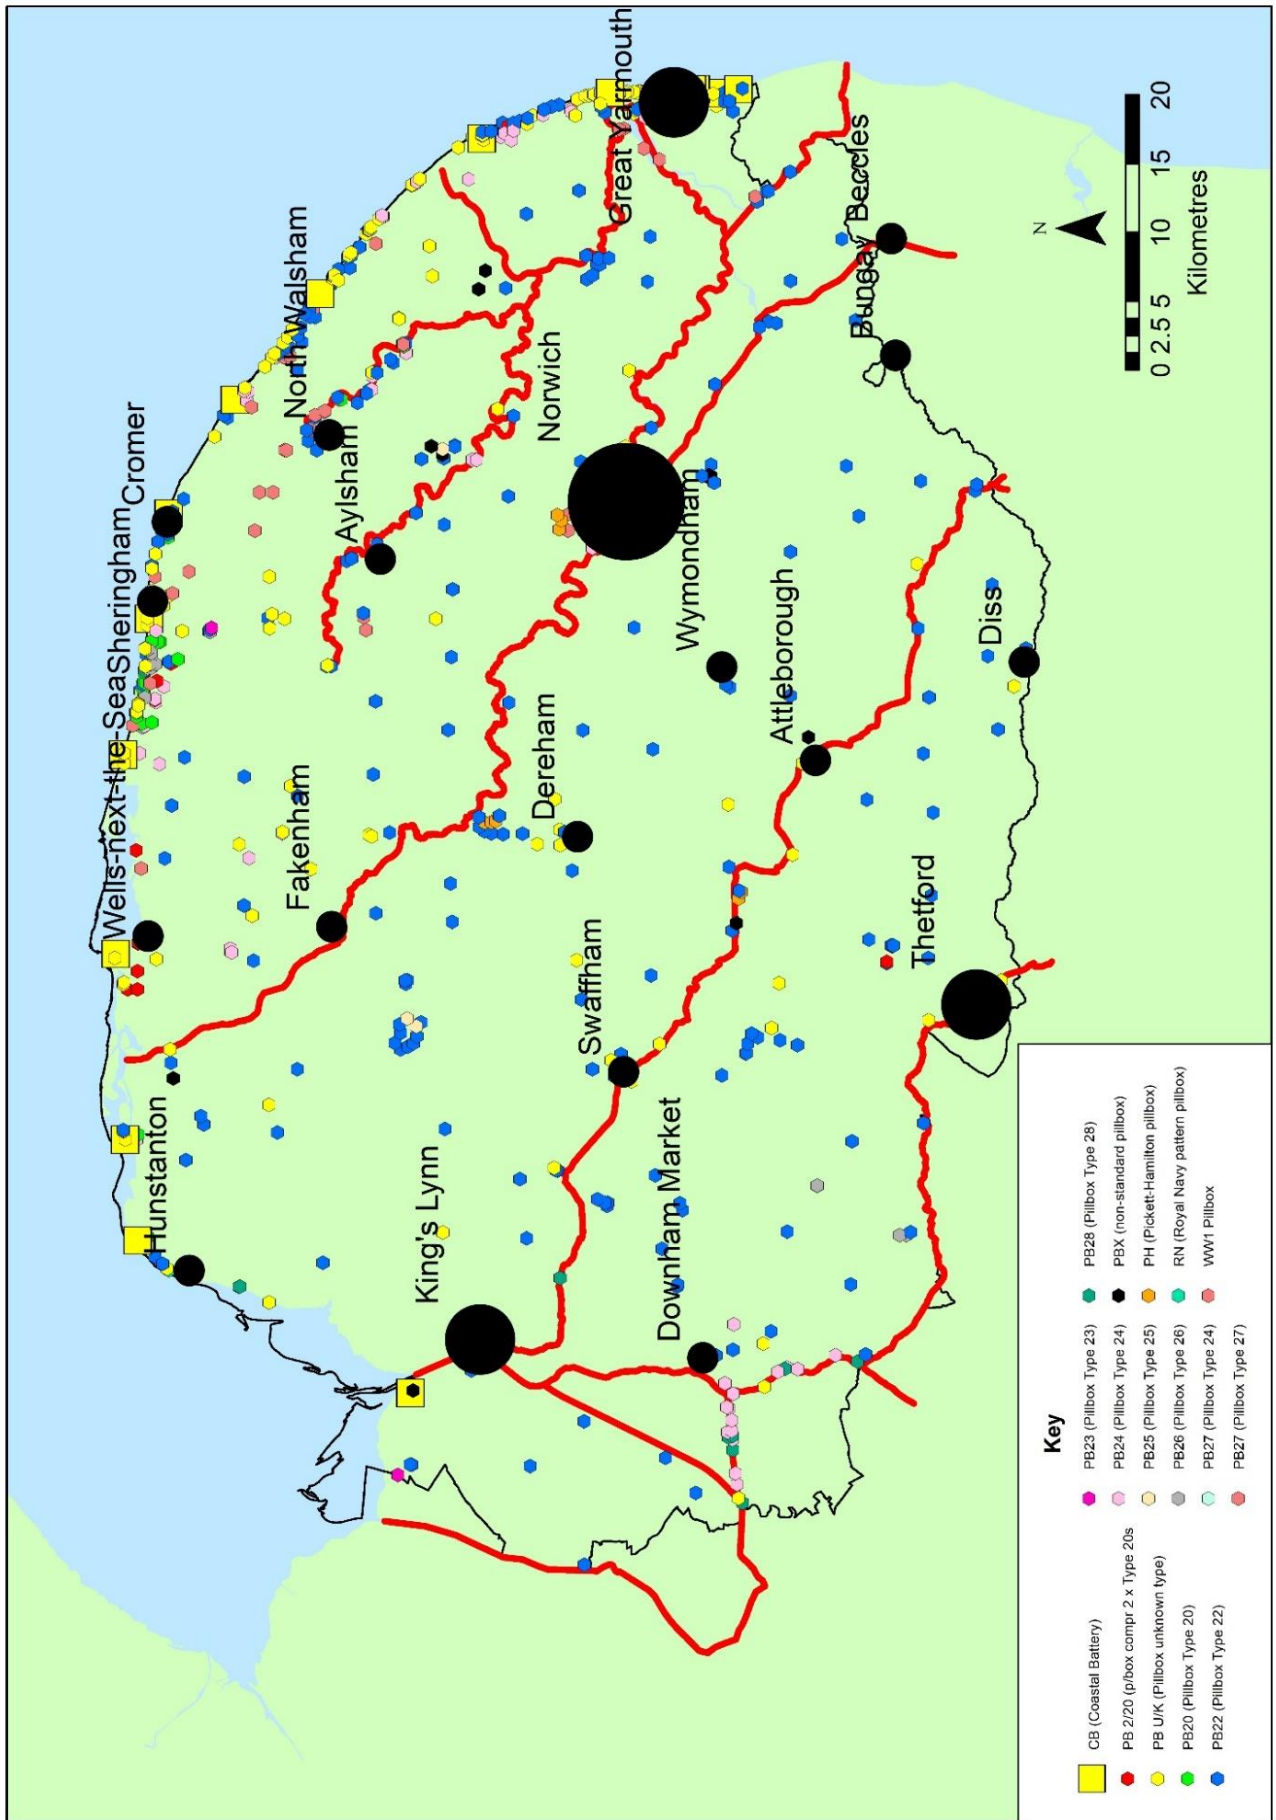 Wells-next-the-Sea
Sheringham
Cromer
Hunstanton
Fakenham
North Walsham
Aylsham
King's Lynn
Dereham
Norwich
Great Yarmouth
Swaffham
Downham Market
Wymondham
Attleborough
Thetford
Diss
Bungay
Beccles
N
0 2.5 5 10 15 20
Kilometres
Key
CB (Coastal Battery)
PB 2/20 (p/box compr 2 x Type 20s
PB U/K (Pillbox unknown type)
PB20 (Pillbox Type 20)
PB22 (Pillbox Type 22)
PB23 (Pillbox Type 23)
PB24 (Pillbox Type 24)
PB25 (Pillbox Type 25)
PB26 (Pillbox Type 26)
PB27 (Pillbox Type 24)
PB27 (Pillbox Type 27)
PB28 (Pillbox Type 28)
PBX (non-standard pillbox)
PH (Pickett-Hamilton pillbox)
RN (Royal Navy pattern pillbox)
WW1 Pillbox